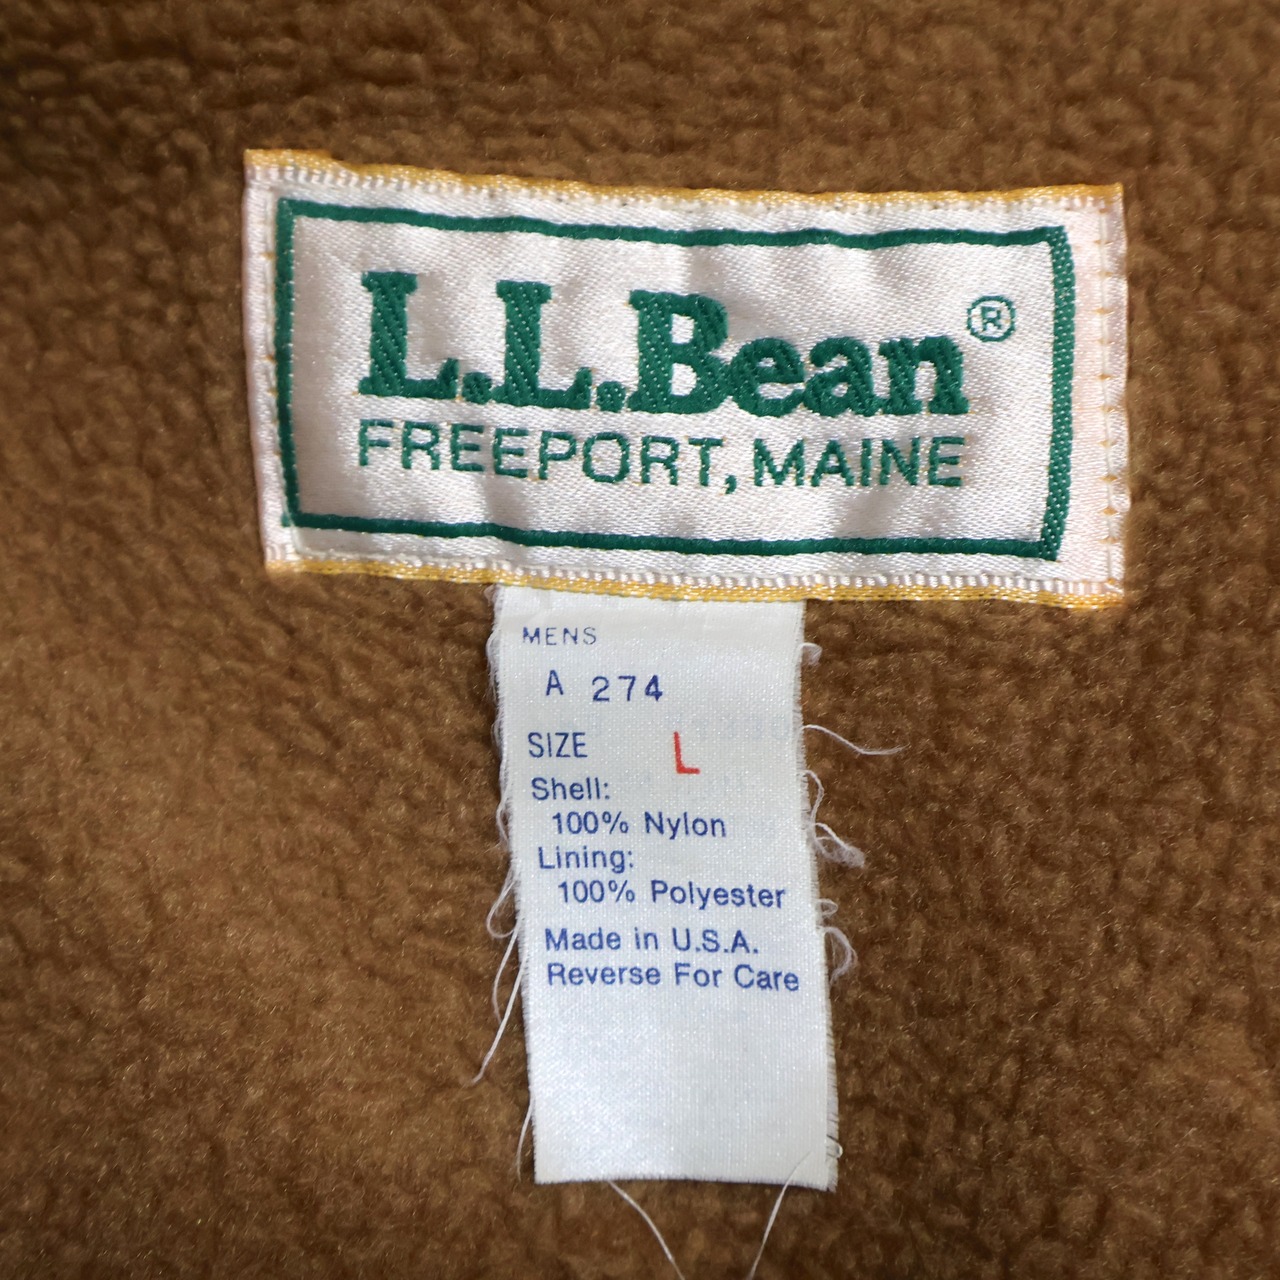 L.L.Bean®
FREEPORT, MAINE
MENS
A 274
SIZE L
Shell:
100% Nylon
Lining:
100% Polyester
Made in U.S.A.
Reverse For Care